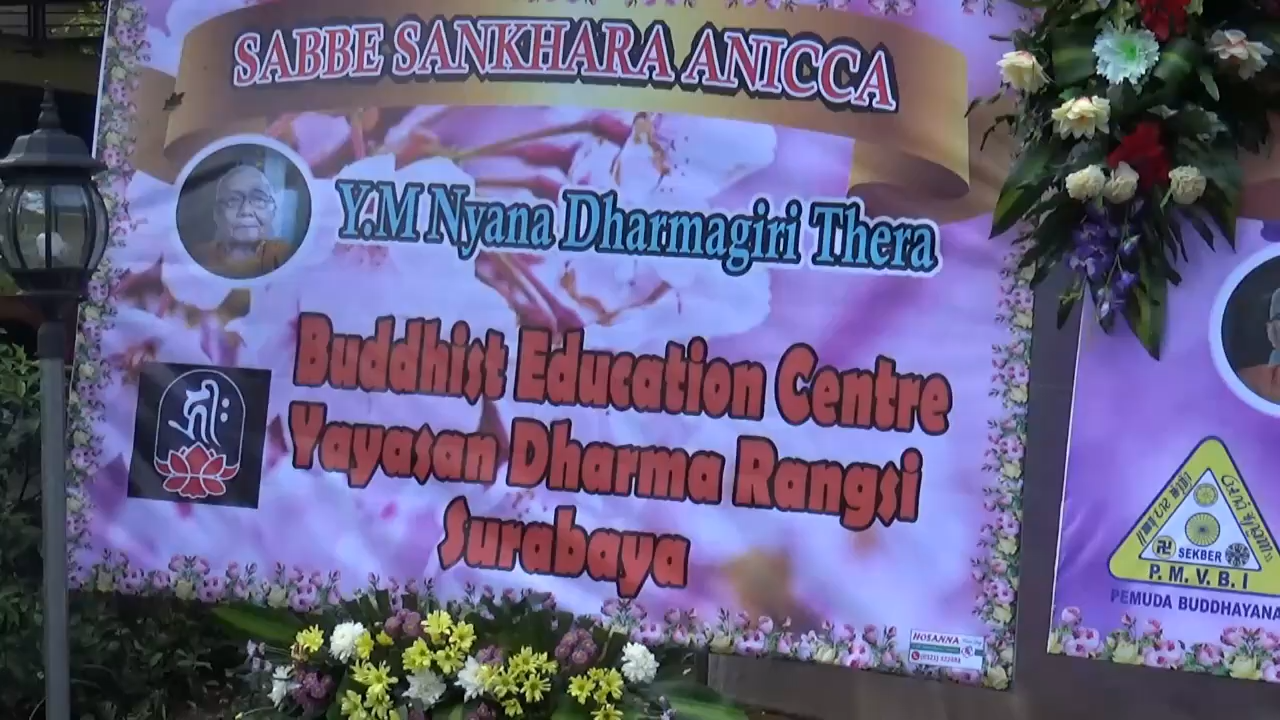 SABBE SANKHARA ANICCA
Y.M Nyana Dharmagiri Thera
Buddhist Education Centre
Yayasan Dharma Rangsi
Surabaya
HOSANNA
SEKBER
P. M. V. B. I
PEMUDA BUDDHAYANA